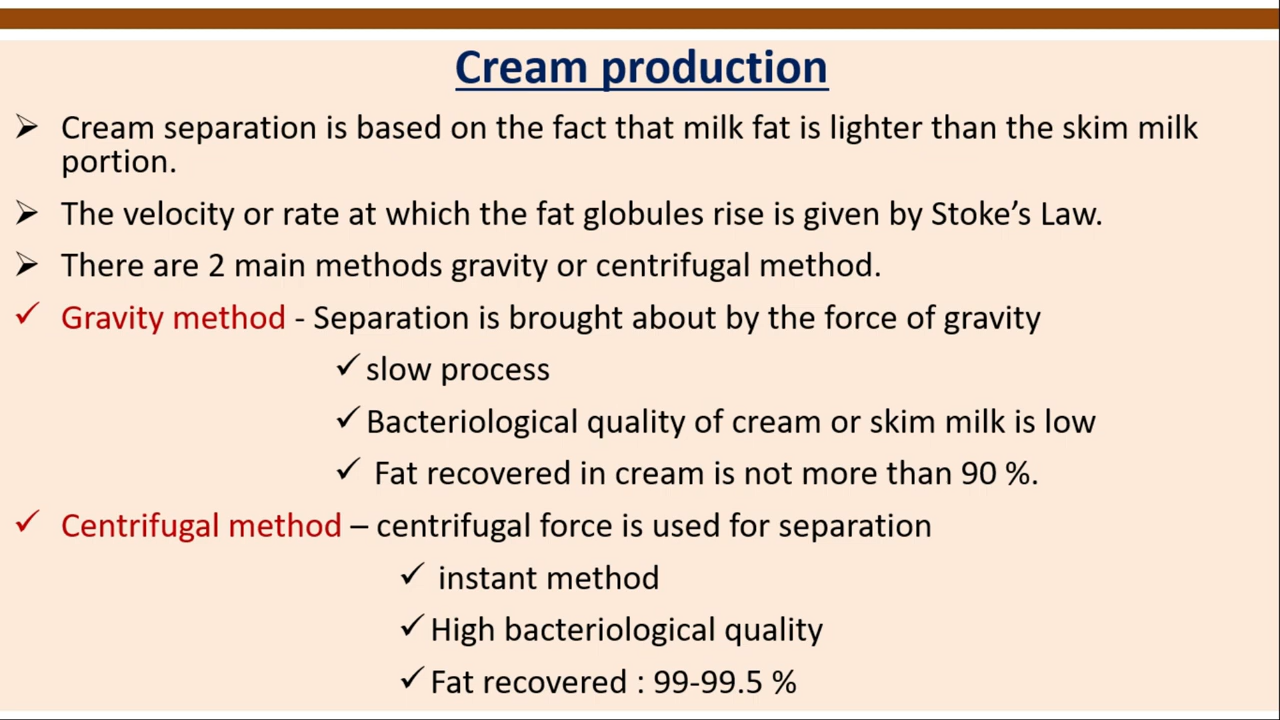 Cream production
➢ Cream separation is based on the fact that milk fat is lighter than the skim milk
portion.
➢ The velocity or rate at which the fat globules rise is given by Stoke’s Law.
➢ There are 2 main methods gravity or centrifugal method.
✓ Gravity method - Separation is brought about by the force of gravity
✓ slow process
✓ Bacteriological quality of cream or skim milk is low
✓ Fat recovered in cream is not more than 90 %.
✓ Centrifugal method – centrifugal force is used for separation
✓ instant method
✓ High bacteriological quality
✓ Fat recovered : 99-99.5 %